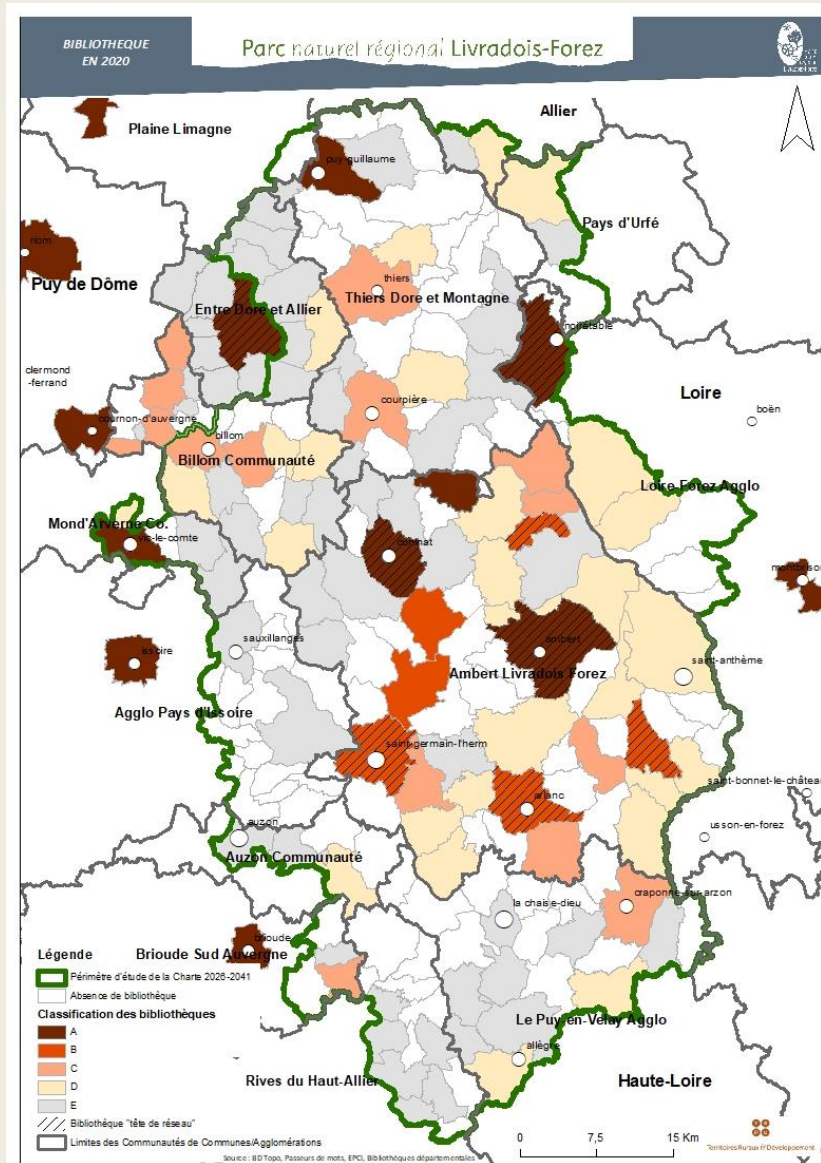 BIBLIOTHEQUE
EN 2020
Parc naturel régional Livradois-Forez
Allier
Plaine Limagne
puy-guillaume
Pays d'Urfé
riom
Puy de Dôme
thiers
Thiers Dore et Montagne
Entre Dore et Allier
noirétable
clermond
-ferrand
Loire
boën
cournon-d'auvergne
courpière
billom
Billom Communauté
Loire Forez Agglo
Mond'Arverne Co.
vic-le-comte
cunlhat
montbrison
issoire
sauxillanges
ambert
Ambert Livradois Forez
saint-anthème
Agglo Pays d'Issoire
saint-germain-l'herm
saint-bonnet-le-château
arlanc
auzon
usson-en-forez
Auzon Communauté
craponne-sur-arzon
la chaise-dieu
brioude
Brioude Sud Auvergne
Le Puy-en-Velay Agglo
allègre
Rives du Haut-Allier
Haute-Loire
Légende
Périmètre d'étude de la Charte 2026-2041
Absence de bibliothèque
Classification des bibliothèques
A
B
C
D
E
Bibliothèque "tête de réseau"
Limites des Communautés de Communes/Agglomérations
0 7,5 15 Km
Territoires Ruraux & Développement
Source : BD Topo, Passeurs de mots, EPCI, Bibliothèques départementales